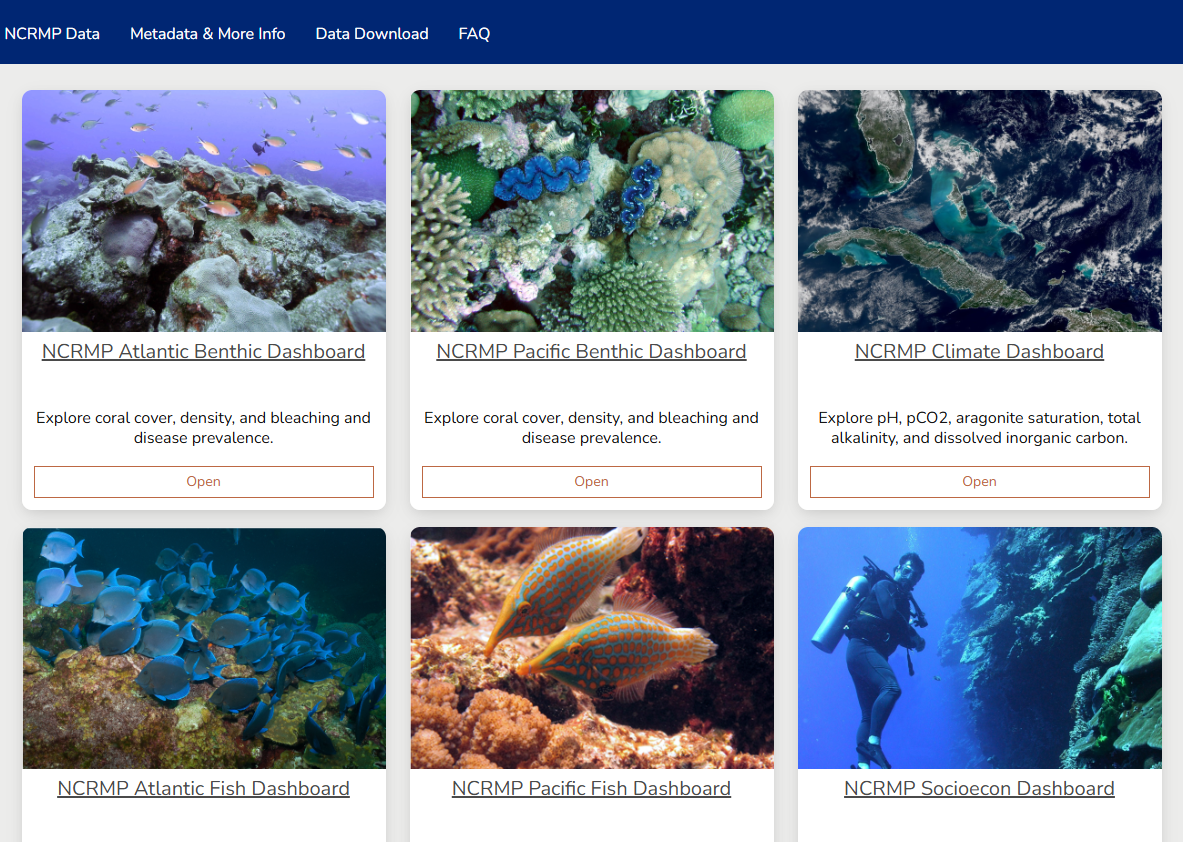 NCRMP Data Metadata & More Info Data Download FAQ
NCRMP Atlantic Benthic Dashboard
Explore coral cover, density, and bleaching and
disease prevalence.
Open
NCRMP Pacific Benthic Dashboard
Explore coral cover, density, and bleaching and
disease prevalence.
Open
NCRMP Climate Dashboard
Explore pH, pCO2, aragonite saturation, total
alkalinity, and dissolved inorganic carbon.
Open
NCRMP Atlantic Fish Dashboard
NCRMP Pacific Fish Dashboard
NCRMP Socioecon Dashboard